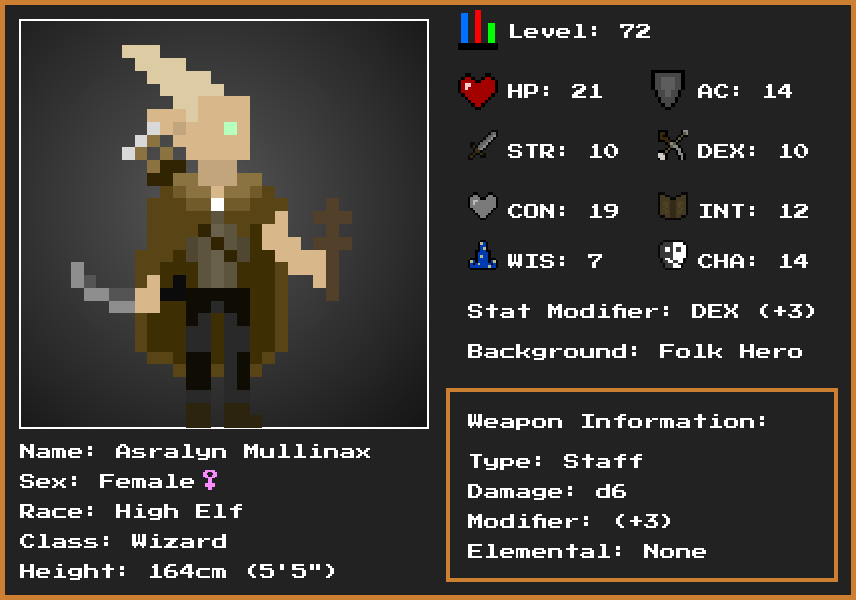 Level: 72
HP: 21
AC: 14
STR: 10
DEX: 10
CON: 19
INT: 12
WIS: 7
CHA: 14
Stat Modifier: DEX (+3)
Background: Folk Hero
Weapon Information:
Type: Staff
Damage: d6
Modifier: (+3)
Elemental: None
Name: Asralyn Mullinax
Sex: Female♀
Race: High Elf
Class: Wizard
Height: 164cm (5'5")